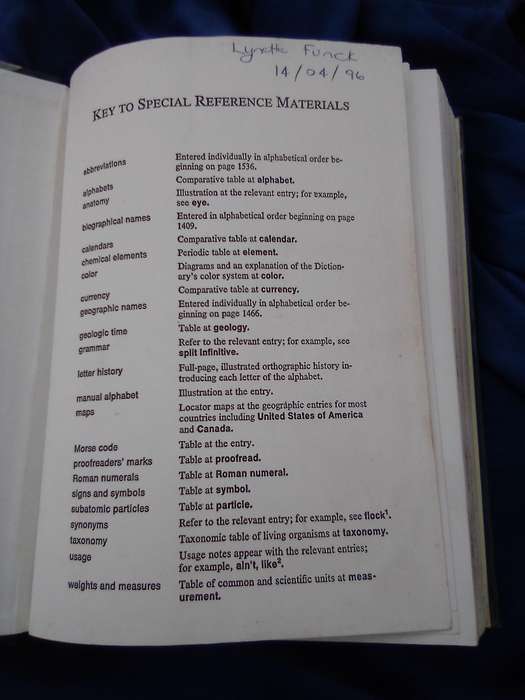 Lynette Funck
14/04/96
KEY TO SPECIAL REFERENCE MATERIALS
abbreviations Entered individually in alphabetical order be-
ginning on page 1536.
alphabets Comparative table at alphabet.
anatomy Illustration at the relevant entry; for example,
see eye.
biographical names Entered in alphabetical order beginning on page
1409.
calendars Comparative table at calendar.
chemical elements Periodic table at element.
color Diagrams and an explanation of the Diction-
ary's color system at color.
currency Comparative table at currency.
geographic names Entered individually in alphabetical order be-
ginning on page 1466.
geologic time Table at geology.
grammar Refer to the relevant entry; for example, see
split infinitive.
letter history Full-page, illustrated orthographic history in-
troducing each letter of the alphabet.
manual alphabet Illustration at the entry.
maps Locator maps at the geographic entries for most
countries including United States of America
and Canada.
Morse code Table at the entry.
proofreaders' marks Table at proofread.
Roman numerals Table at Roman numeral.
signs and symbols Table at symbol.
subatomic particles Table at particle.
synonyms Refer to the relevant entry; for example, see flock¹.
taxonomy Taxonomic table of living organisms at taxonomy.
usage Usage notes appear with the relevant entries;
for example, ain't, like².
weights and measures Table of common and scientific units at meas-
urement.